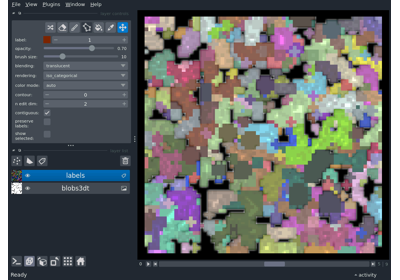 File View Plugins Window Help
label: 1
opacity: 0.70
brush size: 10
blending: translucent
rendering: iso_categorical
color mode: auto
contour: 0
n edit dim: 2
contiguous:
preserve
labels:
show
selected:
labels
blobs3dt
Ready
activity